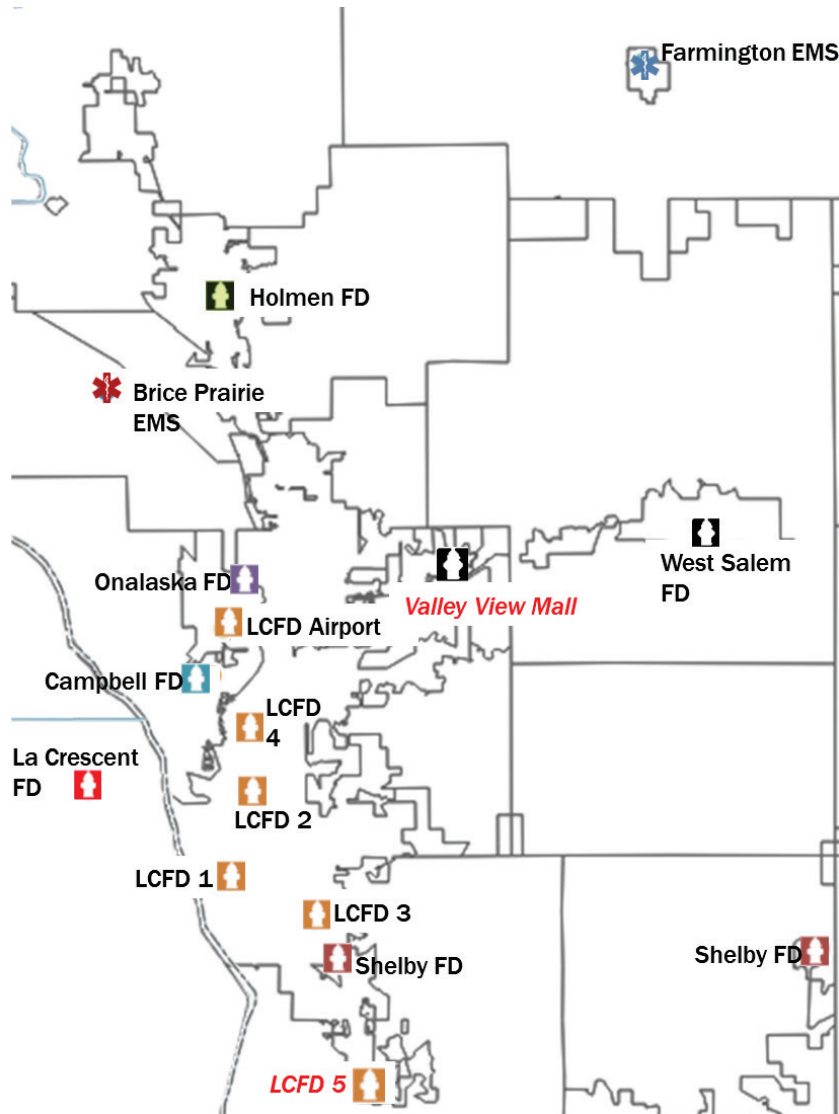 Farmington EMS
Holmen FD
Brice Prairie
EMS
West Salem
FD
Onalaska FD
Valley View Mall
LCFD Airport
Campbell FD
LCFD
4
La Crescent
FD
LCFD 2
LCFD 1
LCFD 3
Shelby FD
Shelby FD
LCFD 5